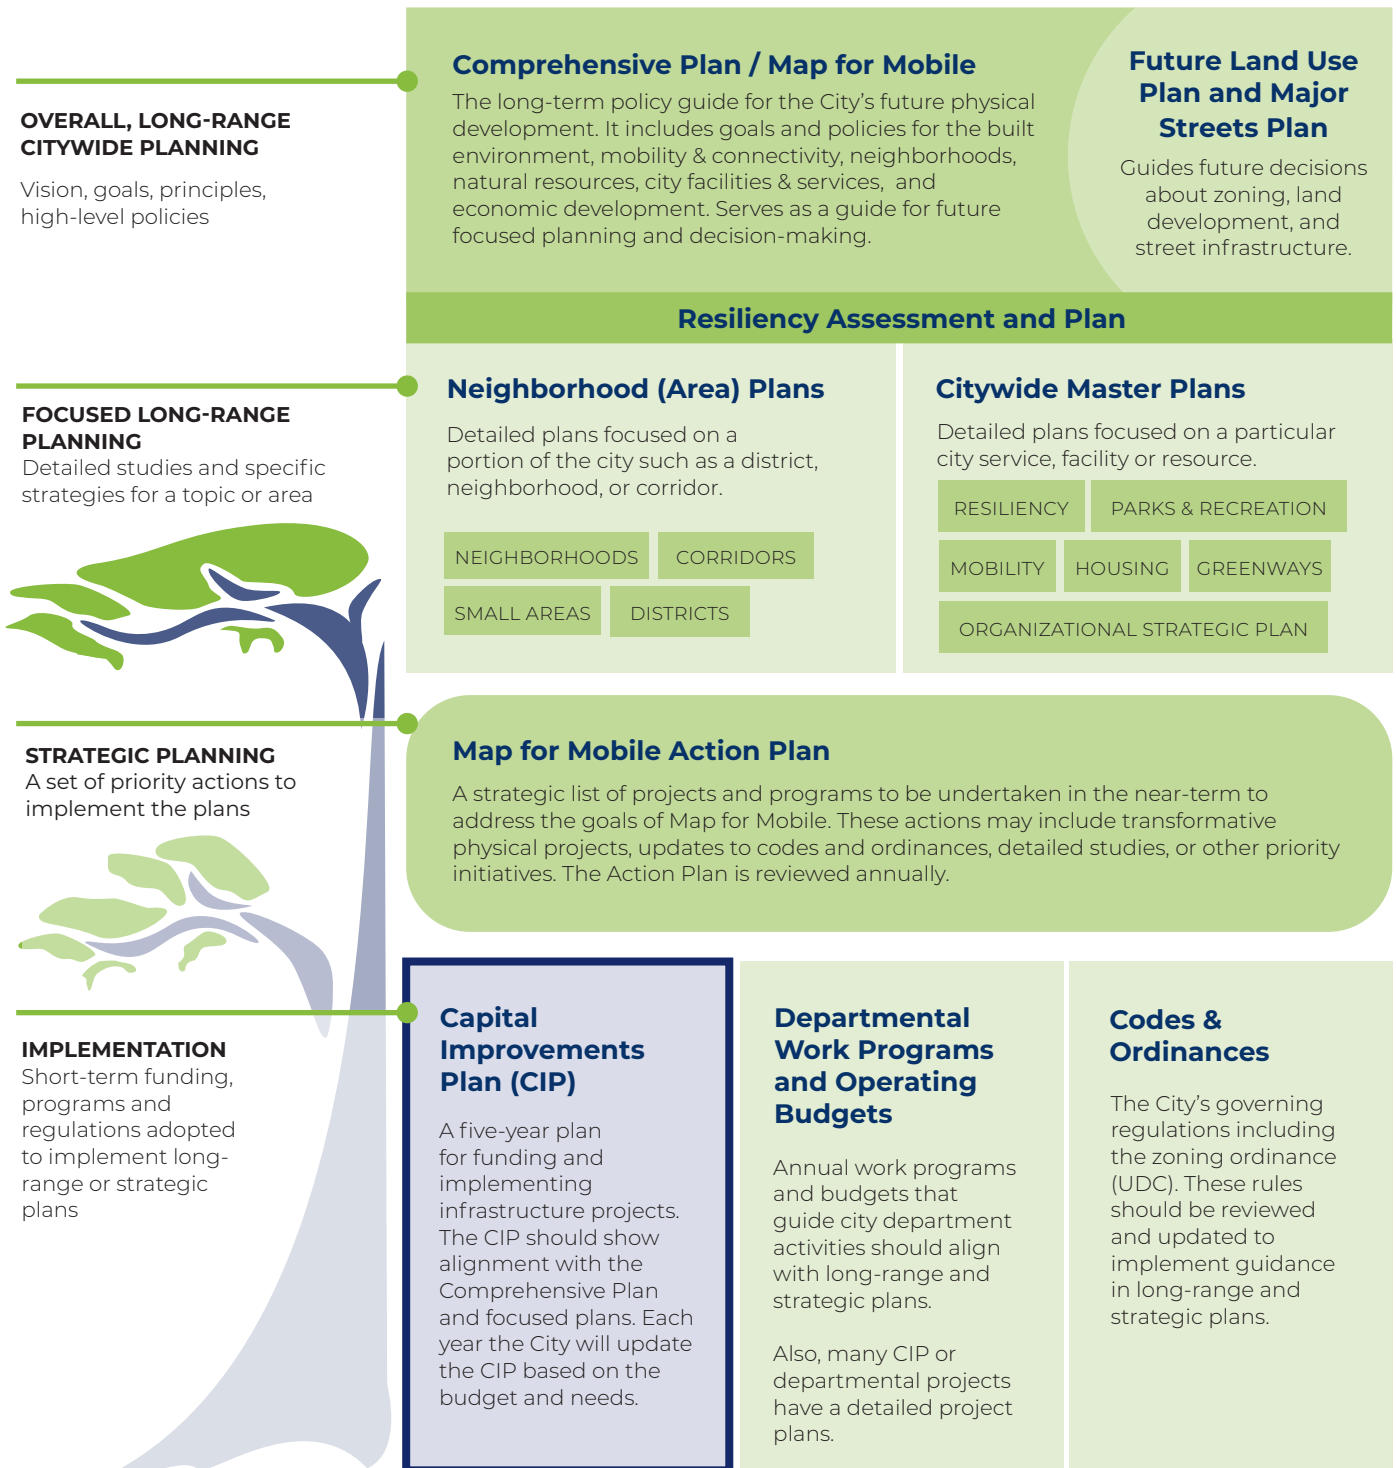 OVERALL, LONG-RANGE
CITYWIDE PLANNING
Vision, goals, principles,
high-level policies
Comprehensive Plan / Map for Mobile
The long-term policy guide for the City's future physical
development. It includes goals and policies for the built
environment, mobility & connectivity, neighborhoods,
natural resources, city facilities & services, and
economic development. Serves as a guide for future
focused planning and decision-making.
Future Land Use
Plan and Major
Streets Plan
Guides future decisions
about zoning, land
development, and
street infrastructure.
Resiliency Assessment and Plan
FOCUSED LONG-RANGE
PLANNING
Detailed studies and specific
strategies for a topic or area
Neighborhood (Area) Plans
Detailed plans focused on a
portion of the city such as a district,
neighborhood, or corridor.
NEIGHBORHOODS
CORRIDORS
SMALL AREAS
DISTRICTS
Citywide Master Plans
Detailed plans focused on a particular
city service, facility or resource.
RESILIENCY
PARKS & RECREATION
MOBILITY
HOUSING
GREENWAYS
ORGANIZATIONAL STRATEGIC PLAN
STRATEGIC PLANNING
A set of priority actions to
implement the plans
Map for Mobile Action Plan
A strategic list of projects and programs to be undertaken in the near-term to
address the goals of Map for Mobile. These actions may include transformative
physical projects, updates to codes and ordinances, detailed studies, or other priority
initiatives. The Action Plan is reviewed annually.
IMPLEMENTATION
Short-term funding,
programs and
regulations adopted
to implement long-
range or strategic
plans
Capital
Improvements
Plan (CIP)
A five-year plan
for funding and
implementing
infrastructure projects.
The CIP should show
alignment with the
Comprehensive Plan
and focused plans. Each
year the City will update
the CIP based on the
budget and needs.
Departmental
Work Programs
and Operating
Budgets
Annual work programs
and budgets that
guide city department
activities should align
with long-range and
strategic plans.
Also, many CIP or
departmental projects
have a detailed project
plans.
Codes &
Ordinances
The City's governing
regulations including
the zoning ordinance
(UDC). These rules
should be reviewed
and updated to
implement guidance
in long-range and
strategic plans.